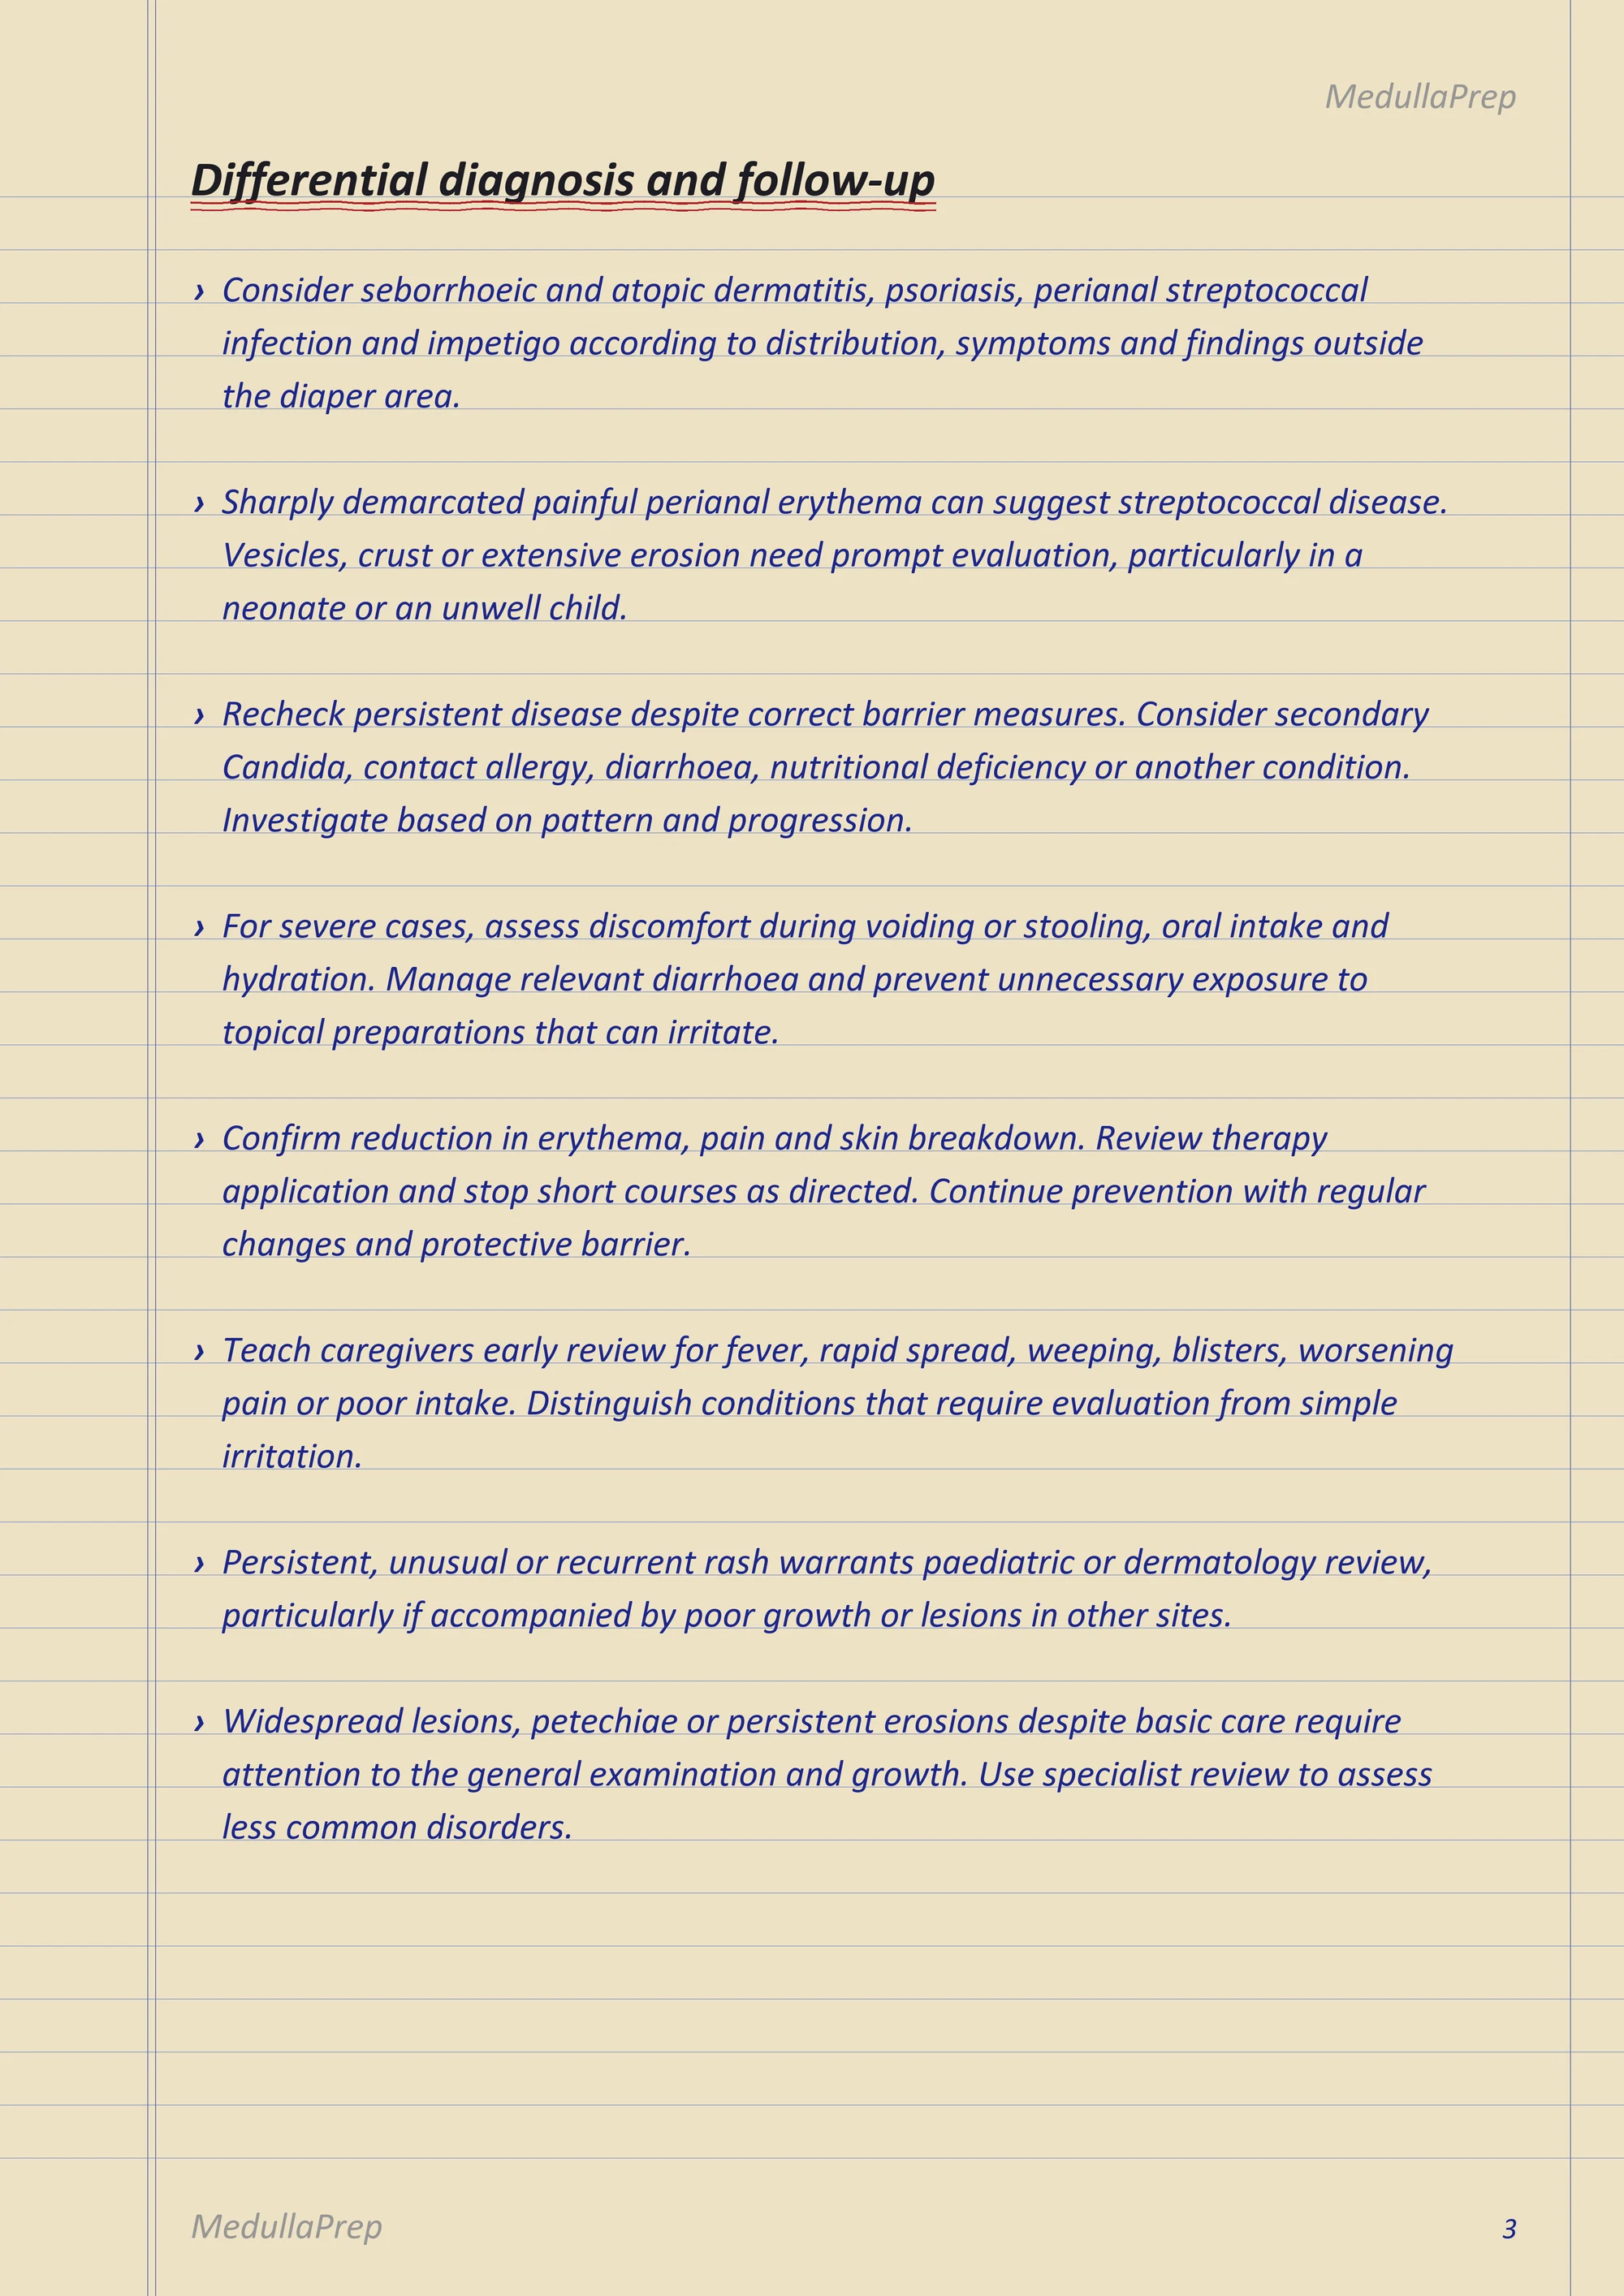 MedullaPrep
Differential diagnosis and follow-up
› Consider seborrhoeic and atopic dermatitis, psoriasis, perianal streptococcal
infection and impetigo according to distribution, symptoms and findings outside
the diaper area.
› Sharply demarcated painful perianal erythema can suggest streptococcal disease.
Vesicles, crust or extensive erosion need prompt evaluation, particularly in a
neonate or an unwell child.
› Recheck persistent disease despite correct barrier measures. Consider secondary
Candida, contact allergy, diarrhoea, nutritional deficiency or another condition.
Investigate based on pattern and progression.
› For severe cases, assess discomfort during voiding or stooling, oral intake and
hydration. Manage relevant diarrhoea and prevent unnecessary exposure to
topical preparations that can irritate.
› Confirm reduction in erythema, pain and skin breakdown. Review therapy
application and stop short courses as directed. Continue prevention with regular
changes and protective barrier.
› Teach caregivers early review for fever, rapid spread, weeping, blisters, worsening
pain or poor intake. Distinguish conditions that require evaluation from simple
irritation.
› Persistent, unusual or recurrent rash warrants paediatric or dermatology review,
particularly if accompanied by poor growth or lesions in other sites.
› Widespread lesions, petechiae or persistent erosions despite basic care require
attention to the general examination and growth. Use specialist review to assess
less common disorders.
MedullaPrep
3